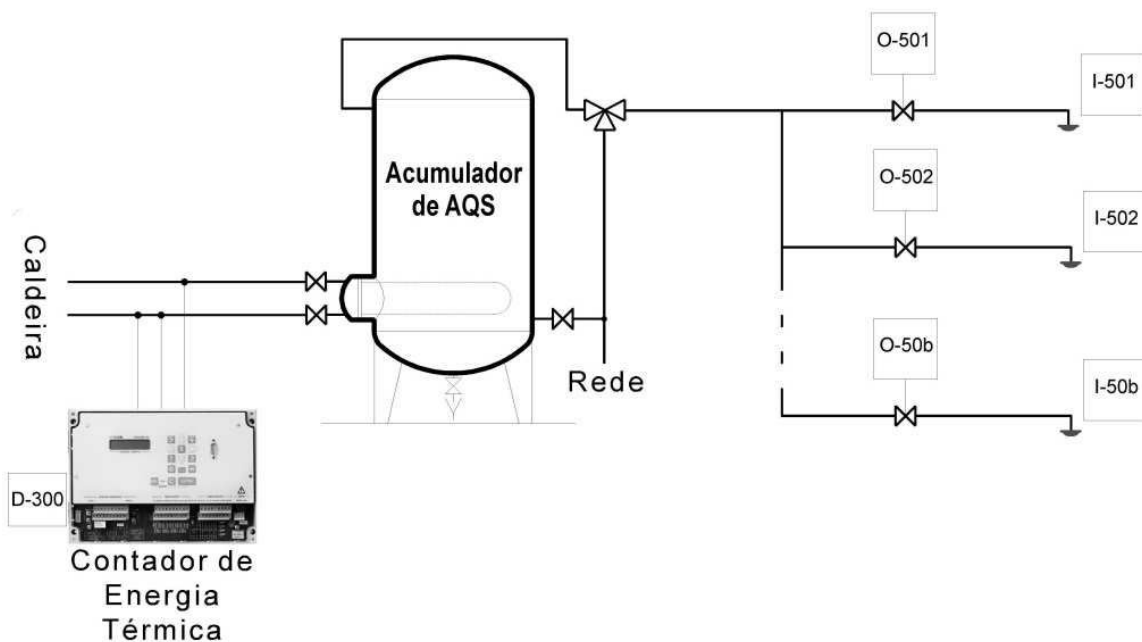 O-501
I-501
Acumulador
de AQS
O-502
I-502
Caldeira
O-50b
Rede
I-50b
D-300
Contador de
Energia
Térmica